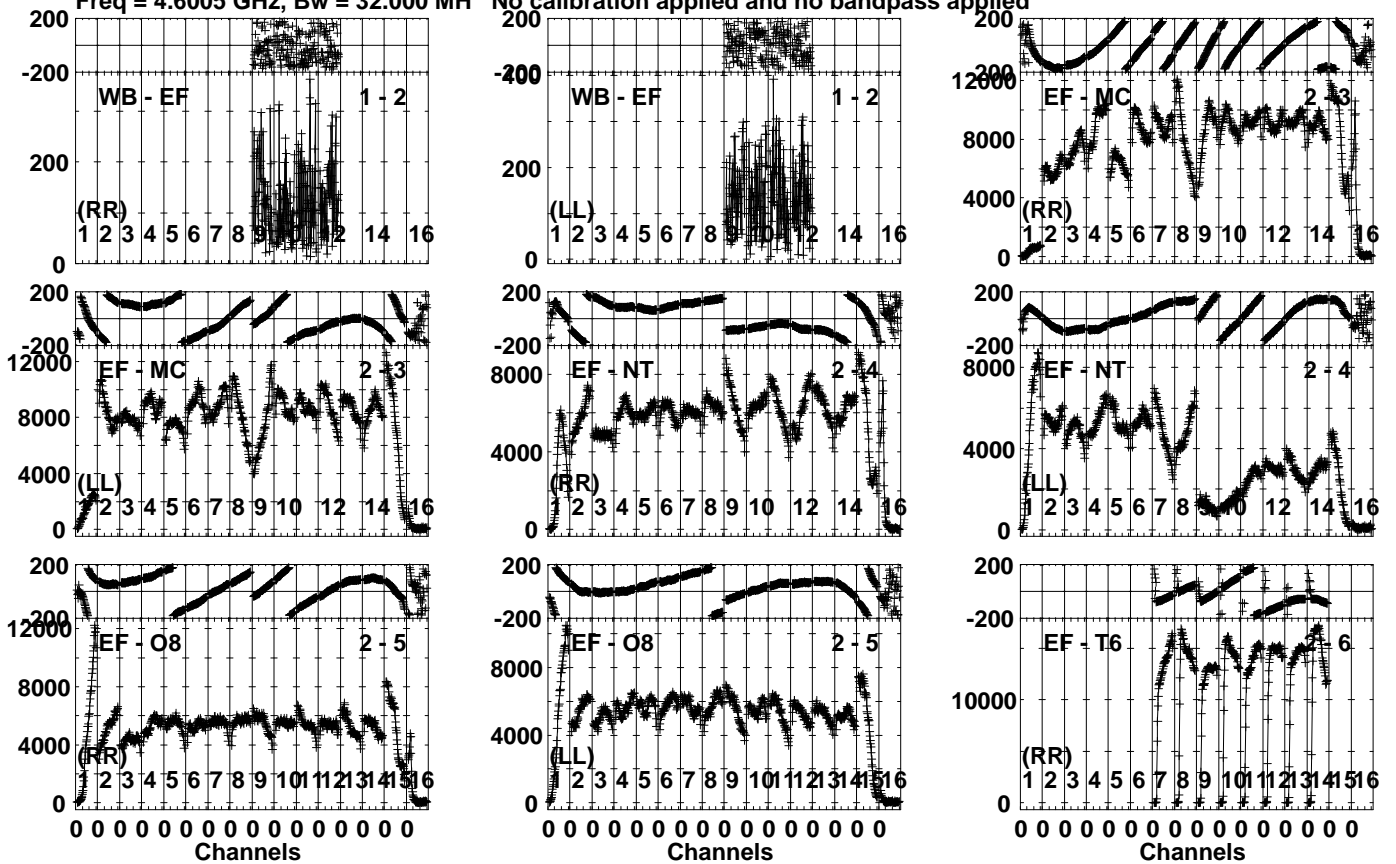 Freq = 4.6005 GHz, Bw = 32.000 MH No calibration applied and no bandpass applied
200
-200
WB - EF 1 - 2
200
(RR)
1 2 3 4 5 6 7 8 9 12 14 16
0
200
-200
400
WB - EF 1 - 2
200
(LL)
1 2 3 4 5 6 7 8 9 10 12 14 16
0
200
-200
12000
EF - MC 2 - 3
8000
4000
(RR)
1 2 3 4 5 6 7 8 9 10 12 14 16
0
200
-200
12000
EF - MC 2 - 3
8000
4000
(LL)
1 2 3 4 5 6 7 8 9 10 12 14 16
0
200
-200
8000
EF - NT 2 - 4
4000
(RR)
1 2 3 4 5 6 7 8 9 10 12 14 16
0
200
-200
8000
EF - NT 2 - 4
4000
(LL)
1 2 3 4 5 6 7 8 9 10 12 14 16
0
200
-200
12000
EF - O8 2 - 5
8000
4000
(RR)
1 2 3 4 5 6 7 8 9 10 11 12 13 14 15 16
0
0 0 0 0 0 0 0 0 0 0 0 0 0 0 0 0
Channels
200
-200
EF - O8 2 - 5
8000
4000
(LL)
1 2 3 4 5 6 7 8 9 10 11 12 13 14 15 16
0
0 0 0 0 0 0 0 0 0 0 0 0 0 0 0 0
Channels
200
-200
EF - T6 2 - 6
10000
(RR)
1 2 3 4 5 6 7 8 9 10 11 12 13 14 15 16
0
0 0 0 0 0 0 0 0 0 0 0 0 0 0 0 0
Channels